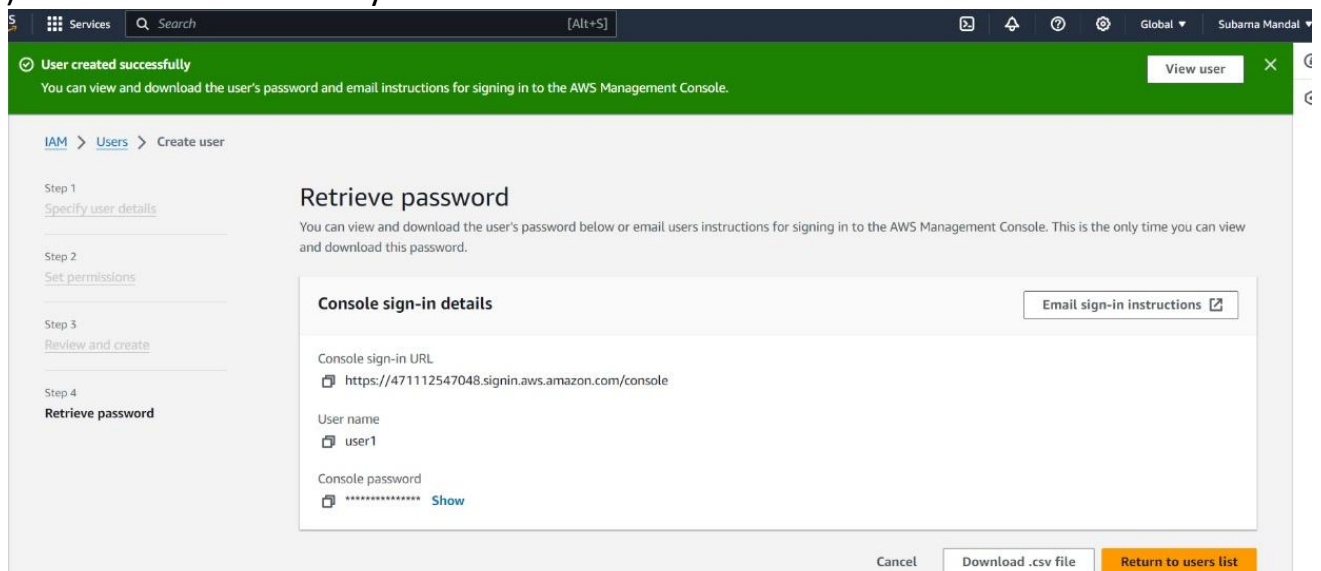 Services
Search
[Alt+S]
Global
Subarna Mandal
User created successfully
View user
You can view and download the user's password and email instructions for signing in to the AWS Management Console.
IAM > Users > Create user
Step 1
Specify user details
Step 2
Set permissions
Step 3
Review and create
Step 4
Retrieve password
Retrieve password
You can view and download the user's password below or email users instructions for signing in to the AWS Management Console. This is the only time you can view
and download this password.
Console sign-in details
Email sign-in instructions
Console sign-in URL
https://471112547048.signin.aws.amazon.com/console
User name
user1
Console password
*************** Show
Cancel
Download .csv file
Return to users list